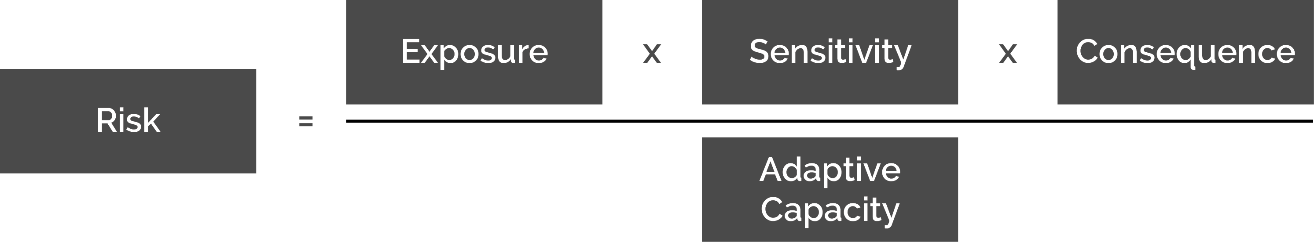 Exposure x Sensitivity x Consequence
Risk =
Adaptive
Capacity